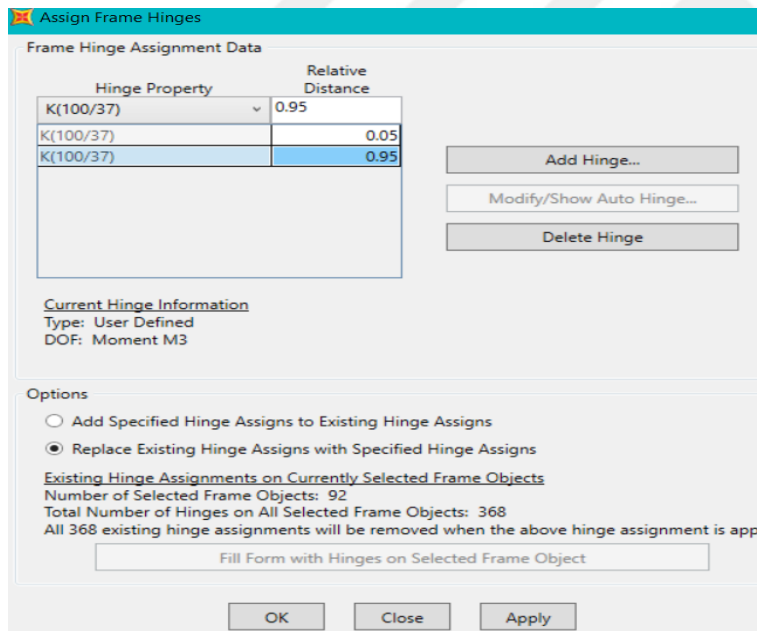 Assign Frame Hinges
Frame Hinge Assignment Data
Relative
Hinge Property Distance
K(100/37) 0.95
K(100/37) 0.05
K(100/37) 0.95
Add Hinge...
Modify/Show Auto Hinge...
Delete Hinge
Current Hinge Information
Type: User Defined
DOF: Moment M3
Options
Add Specified Hinge Assigns to Existing Hinge Assigns
Replace Existing Hinge Assigns with Specified Hinge Assigns
Existing Hinge Assignments on Currently Selected Frame Objects
Number of Selected Frame Objects: 92
Total Number of Hinges on All Selected Frame Objects: 368
All 368 existing hinge assignments will be removed when the above hinge assignment is app
Fill Form with Hinges on Selected Frame Object
OK Close Apply